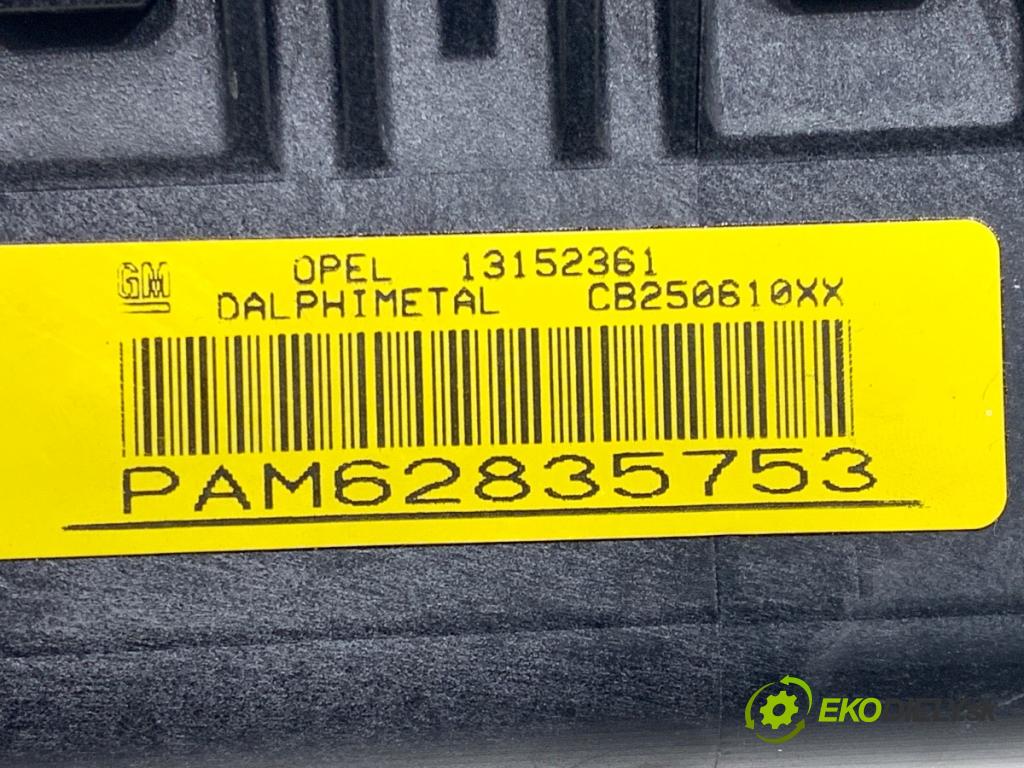 GM
OPEL 13152361
DALPHIMETAL CB250610XX
PAM62835753
EKODIELY.SK